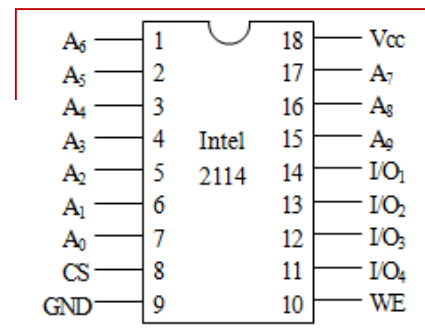 A₆ 1 18 Vcc
A₅ 2 17 A₇
A₄ 3 16 A₈
A₃ 4 Intel 15 A₉
A₂ 5 2114 14 I/O₁
A₁ 6 13 I/O₂
A₀ 7 12 I/O₃
CS 8 11 I/O₄
GND 9 10 WE